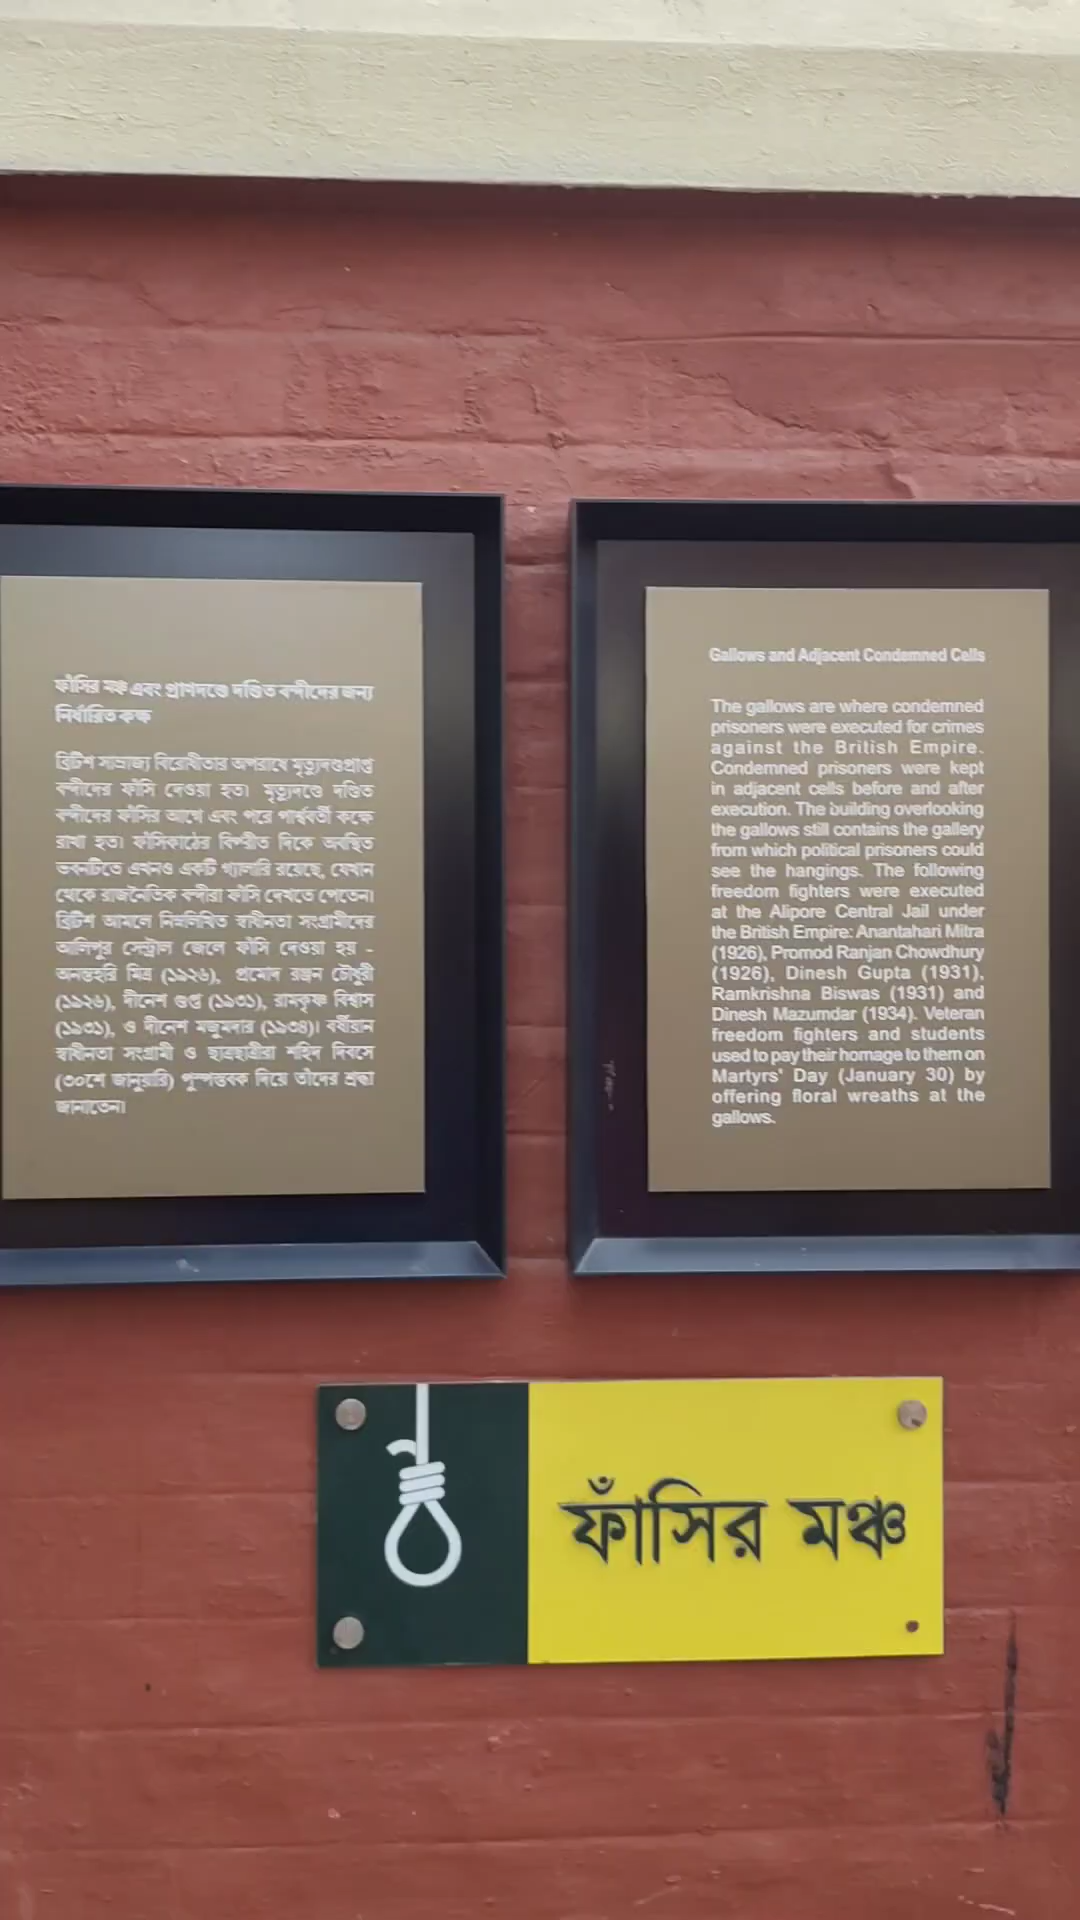 ফাঁসির মঞ্চ এবং প্রাণদণ্ডে দণ্ডিত বন্দীদের জন্য
নির্ধারিত কক্ষ
ব্রিটিশ সাম্রাজ্য বিরোধীতার অপরাধে মৃত্যুদণ্ডপ্রাপ্ত
বন্দীদের ফাঁসি দেওয়া হত। মৃত্যুদণ্ডে দণ্ডিত
বন্দীদের ফাঁসির আগে এবং পরে পার্শ্ববর্তী কক্ষে
রাখা হত। ফাঁসিকাঠের বিপরীত দিকে অবস্থিত
ভবনটিতে এখনও একটি গ্যালারি রয়েছে, যেখান
থেকে রাজনৈতিক বন্দীরা ফাঁসি দেখতে পেতেন।
ব্রিটিশ আমলে নিম্নলিখিত স্বাধীনতা সংগ্রামীদের
আলিপুর সেন্ট্রাল জেলে ফাঁসি দেওয়া হয় -
অনন্তহরি মিত্র (১৯২৬), প্রমোদ রঞ্জন চৌধুরী
(১৯২৬), দীনেশ গুপ্ত (১৯৩১), রামকৃষ্ণ বিশ্বাস
(১৯৩১), ও দীনেশ মজুমদার (১৯৩৪)। বর্ষীয়ান
স্বাধীনতা সংগ্রামী ও ছাত্রছাত্রীরা শহিদ দিবসে
(৩০শে জানুয়ারি) পুষ্পস্তবক দিয়ে তাঁদের শ্রদ্ধা
জানাতেন।
Gallows and Adjacent Condemned Cells
The gallows are where condemned
prisoners were executed for crimes
against the British Empire.
Condemned prisoners were kept
in adjacent cells before and after
execution. The building overlooking
the gallows still contains the gallery
from which political prisoners could
see the hangings. The following
freedom fighters were executed
at the Alipore Central Jail under
the British Empire: Anantahari Mitra
(1926), Promod Ranjan Chowdhury
(1926), Dinesh Gupta (1931),
Ramkrishna Biswas (1931) and
Dinesh Mazumdar (1934). Veteran
freedom fighters and students
used to pay their homage to them on
Martyrs' Day (January 30) by
offering floral wreaths at the
gallows.
ফাঁসির মঞ্চ